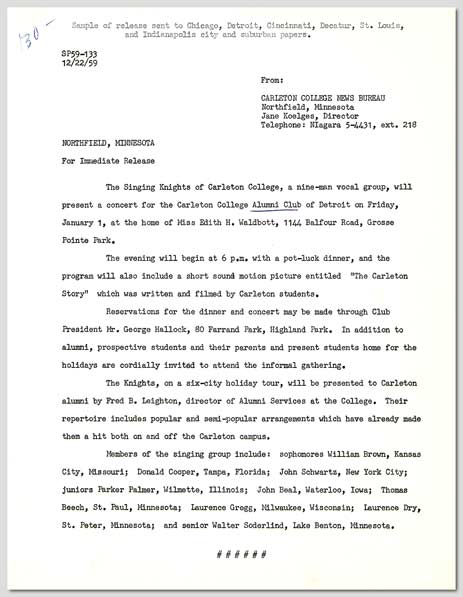 Sample of release sent to Chicago, Detroit, Cincinnati, Decatur, St. Louis,
and Indianapolis city and suburban papers.
30-
SP59-133
12/22/59
From:
CARLETON COLLEGE NEWS BUREAU
Northfield, Minnesota
Jane Koelges, Director
Telephone: NIagara 5-4431, ext. 218
NORTHFIELD, MINNESOTA
For Immediate Release
The Singing Knights of Carleton College, a nine-man vocal group, will
present a concert for the Carleton College Alumni Club of Detroit on Friday,
January 1, at the home of Miss Edith H. Waldbott, 1144 Balfour Road, Grosse
Pointe Park.
The evening will begin at 6 p.m. with a pot-luck dinner, and the
program will also include a short sound motion picture entitled "The Carleton
Story" which was written and filmed by Carleton students.
Reservations for the dinner and concert may be made through Club
President Mr. George Hallock, 80 Farrand Park, Highland Park. In addition to
alumni, prospective students and their parents and present students home for the
holidays are cordially invited to attend the informal gathering.
The Knights, on a six-city holiday tour, will be presented to Carleton
alumni by Fred B. Leighton, director of Alumni Services at the College. Their
repertoire includes popular and semi-popular arrangements which have already made
them a hit both on and off the Carleton campus.
Members of the singing group include: sophomores William Brown, Kansas
City, Missouri; Donald Cooper, Tampa, Florida; John Schwartz, New York City;
juniors Parker Palmer, Wilmette, Illinois; John Beal, Waterloo, Iowa; Thomas
Beech, St. Paul, Minnesota; Laurence Grogg, Milwaukee, Wisconsin; Laurence Dry,
St. Peter, Minnesota; and senior Walter Soderlind, Lake Benton, Minnesota.
# # # # # #